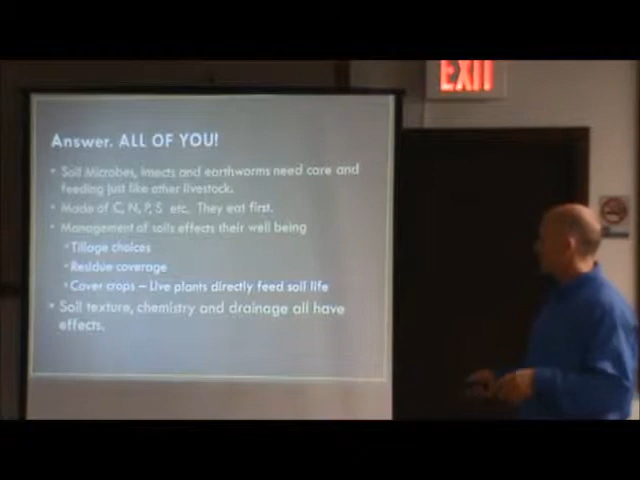 EXIT
Answer. ALL OF YOU!
• Soil Microbes, insects and earthworms need care and
feeding just like other livestock.
• Made of C, N, P, S etc. They eat first.
• Management of soils effects their well being
• Tillage choices
• Residue coverage
• Cover crops – Live plants directly feed soil life
• Soil texture, chemistry and drainage all have
effects.